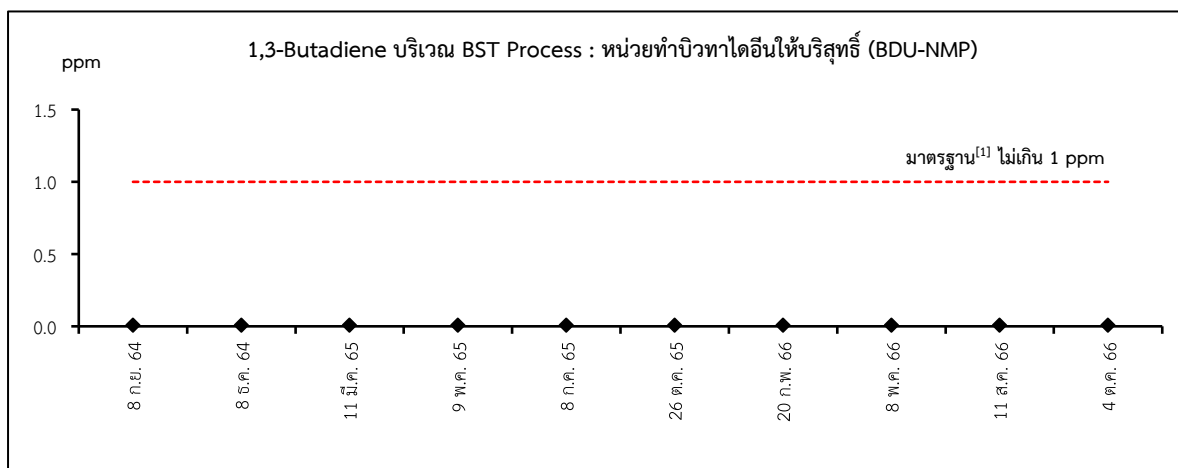 1,3-Butadiene บริเวณ BST Process : หน่วยทำบิวทาไดอีนให้บริสุทธิ์ (BDU-NMP)
ppm
1.5
มาตรฐาน[1] ไม่เกิน 1 ppm
1.0
0.5
0.0
8 ก.ย. 64
8 ธ.ค. 64
11 มี.ค. 65
9 พ.ค. 65
8 ก.ค. 65
26 ต.ค. 65
20 ก.พ. 66
8 พ.ค. 66
11 ส.ค. 66
4 ต.ค. 66